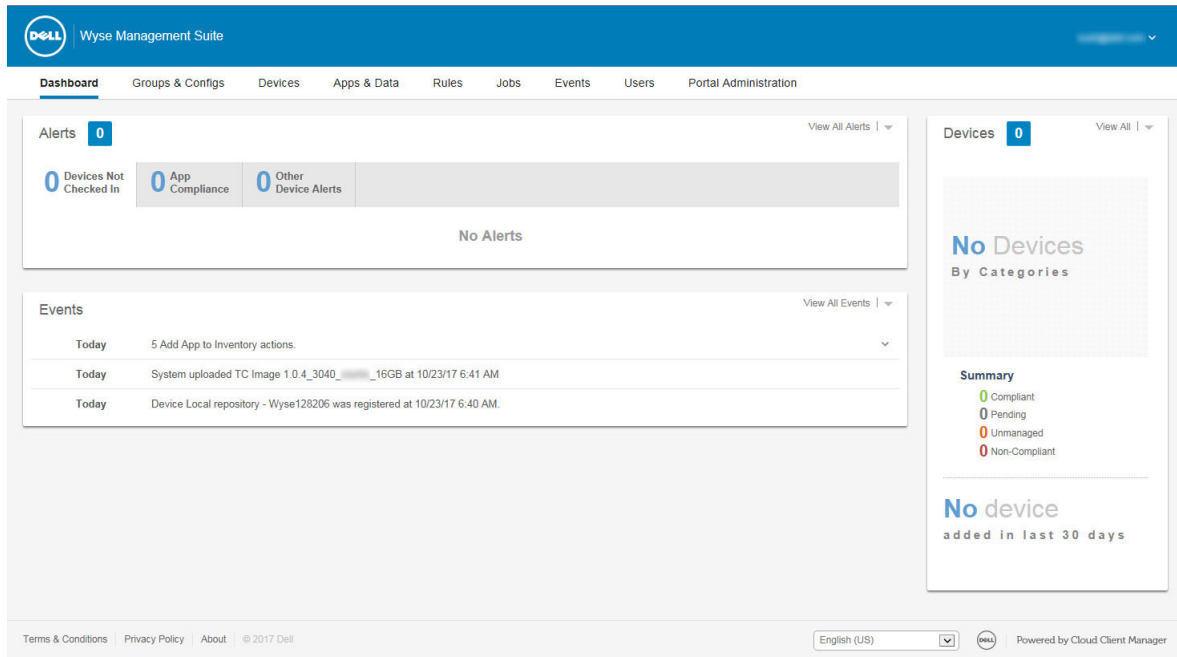 DELL
Wyse Management Suite
Dashboard Groups & Configs Devices Apps & Data Rules Jobs Events Users Portal Administration
Alerts 0
View All Alerts |
0 Devices Not Checked In
0 App Compliance
0 Other Device Alerts
No Alerts
Events
View All Events |
Today 5 Add App to Inventory actions.
Today System uploaded TC Image 1.0.4_3040_ _16GB at 10/23/17 6:41 AM
Today Device Local repository - Wyse128206 was registered at 10/23/17 6:40 AM.
Devices 0
View All |
No Devices
By Categories
Summary
0 Compliant
0 Pending
0 Unmanaged
0 Non-Compliant
No device
added in last 30 days
Terms & Conditions | Privacy Policy | About | © 2017 Dell
English (US)
DELL
Powered by Cloud Client Manager